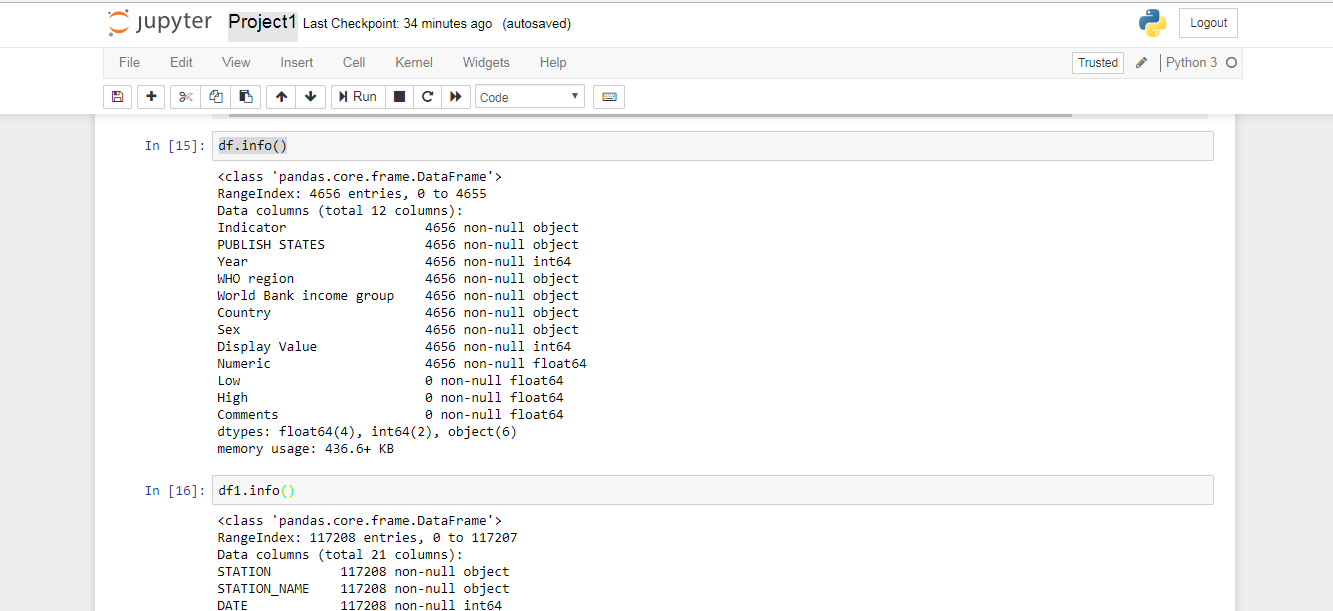 jupyter Project1 Last Checkpoint: 34 minutes ago (autosaved)
Logout
File Edit View Insert Cell Kernel Widgets Help
Trusted Python 3
Run Code
In [15]: df.info()
<class 'pandas.core.frame.DataFrame'>
RangeIndex: 4656 entries, 0 to 4655
Data columns (total 12 columns):
Indicator 4656 non-null object
PUBLISH STATES 4656 non-null object
Year 4656 non-null int64
WHO region 4656 non-null object
World Bank income group 4656 non-null object
Country 4656 non-null object
Sex 4656 non-null object
Display Value 4656 non-null int64
Numeric 4656 non-null float64
Low 0 non-null float64
High 0 non-null float64
Comments 0 non-null float64
dtypes: float64(4), int64(2), object(6)
memory usage: 436.6+ KB
In [16]: df1.info()
<class 'pandas.core.frame.DataFrame'>
RangeIndex: 117208 entries, 0 to 117207
Data columns (total 21 columns):
STATION 117208 non-null object
STATION_NAME 117208 non-null object
DATE 117208 non-null int64